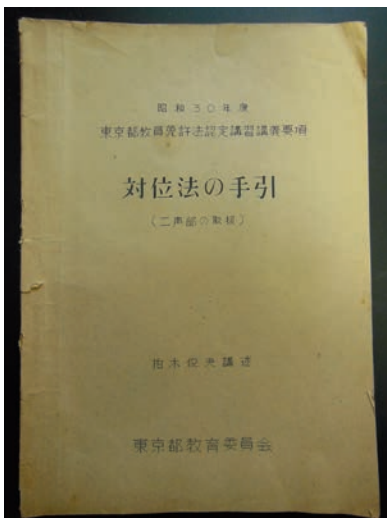 昭和30年度
東京都教員免許法認定講習講義要項
対位法の手引
(二声部の動様)
柏木俊夫講述
東京都教育委員会